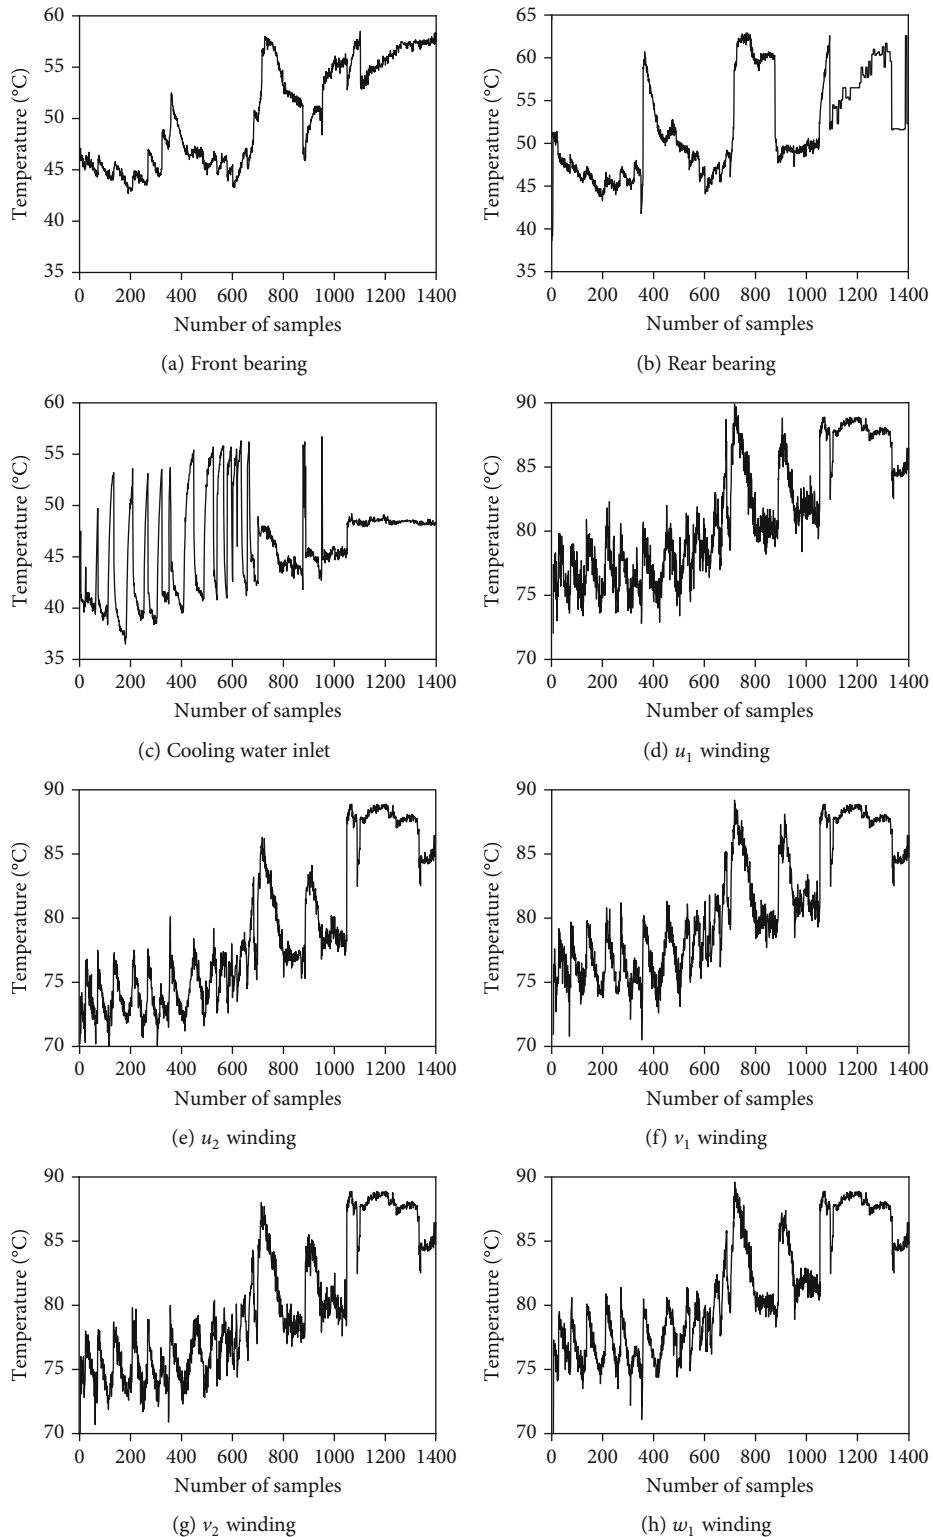 60
55
50
45
40
35
Temperature (°C)
0 200 400 600 800 1000 1200 1400
Number of samples
(a) Front bearing
65
60
55
50
45
40
35
Temperature (°C)
0 200 400 600 800 1000 1200 1400
Number of samples
(b) Rear bearing
60
55
50
45
40
35
Temperature (°C)
0 200 400 600 800 1000 1200 1400
Number of samples
(c) Cooling water inlet
90
85
80
75
70
Temperature (°C)
0 200 400 600 800 1000 1200 1400
Number of samples
(d) u1 winding
90
85
80
75
70
Temperature (°C)
0 200 400 600 800 1000 1200 1400
Number of samples
(e) u2 winding
90
85
80
75
70
Temperature (°C)
0 200 400 600 800 1000 1200 1400
Number of samples
(f) v1 winding
90
85
80
75
70
Temperature (°C)
0 200 400 600 800 1000 1200 1400
Number of samples
(g) v2 winding
90
85
80
75
70
Temperature (°C)
0 200 400 600 800 1000 1200 1400
Number of samples
(h) w1 winding